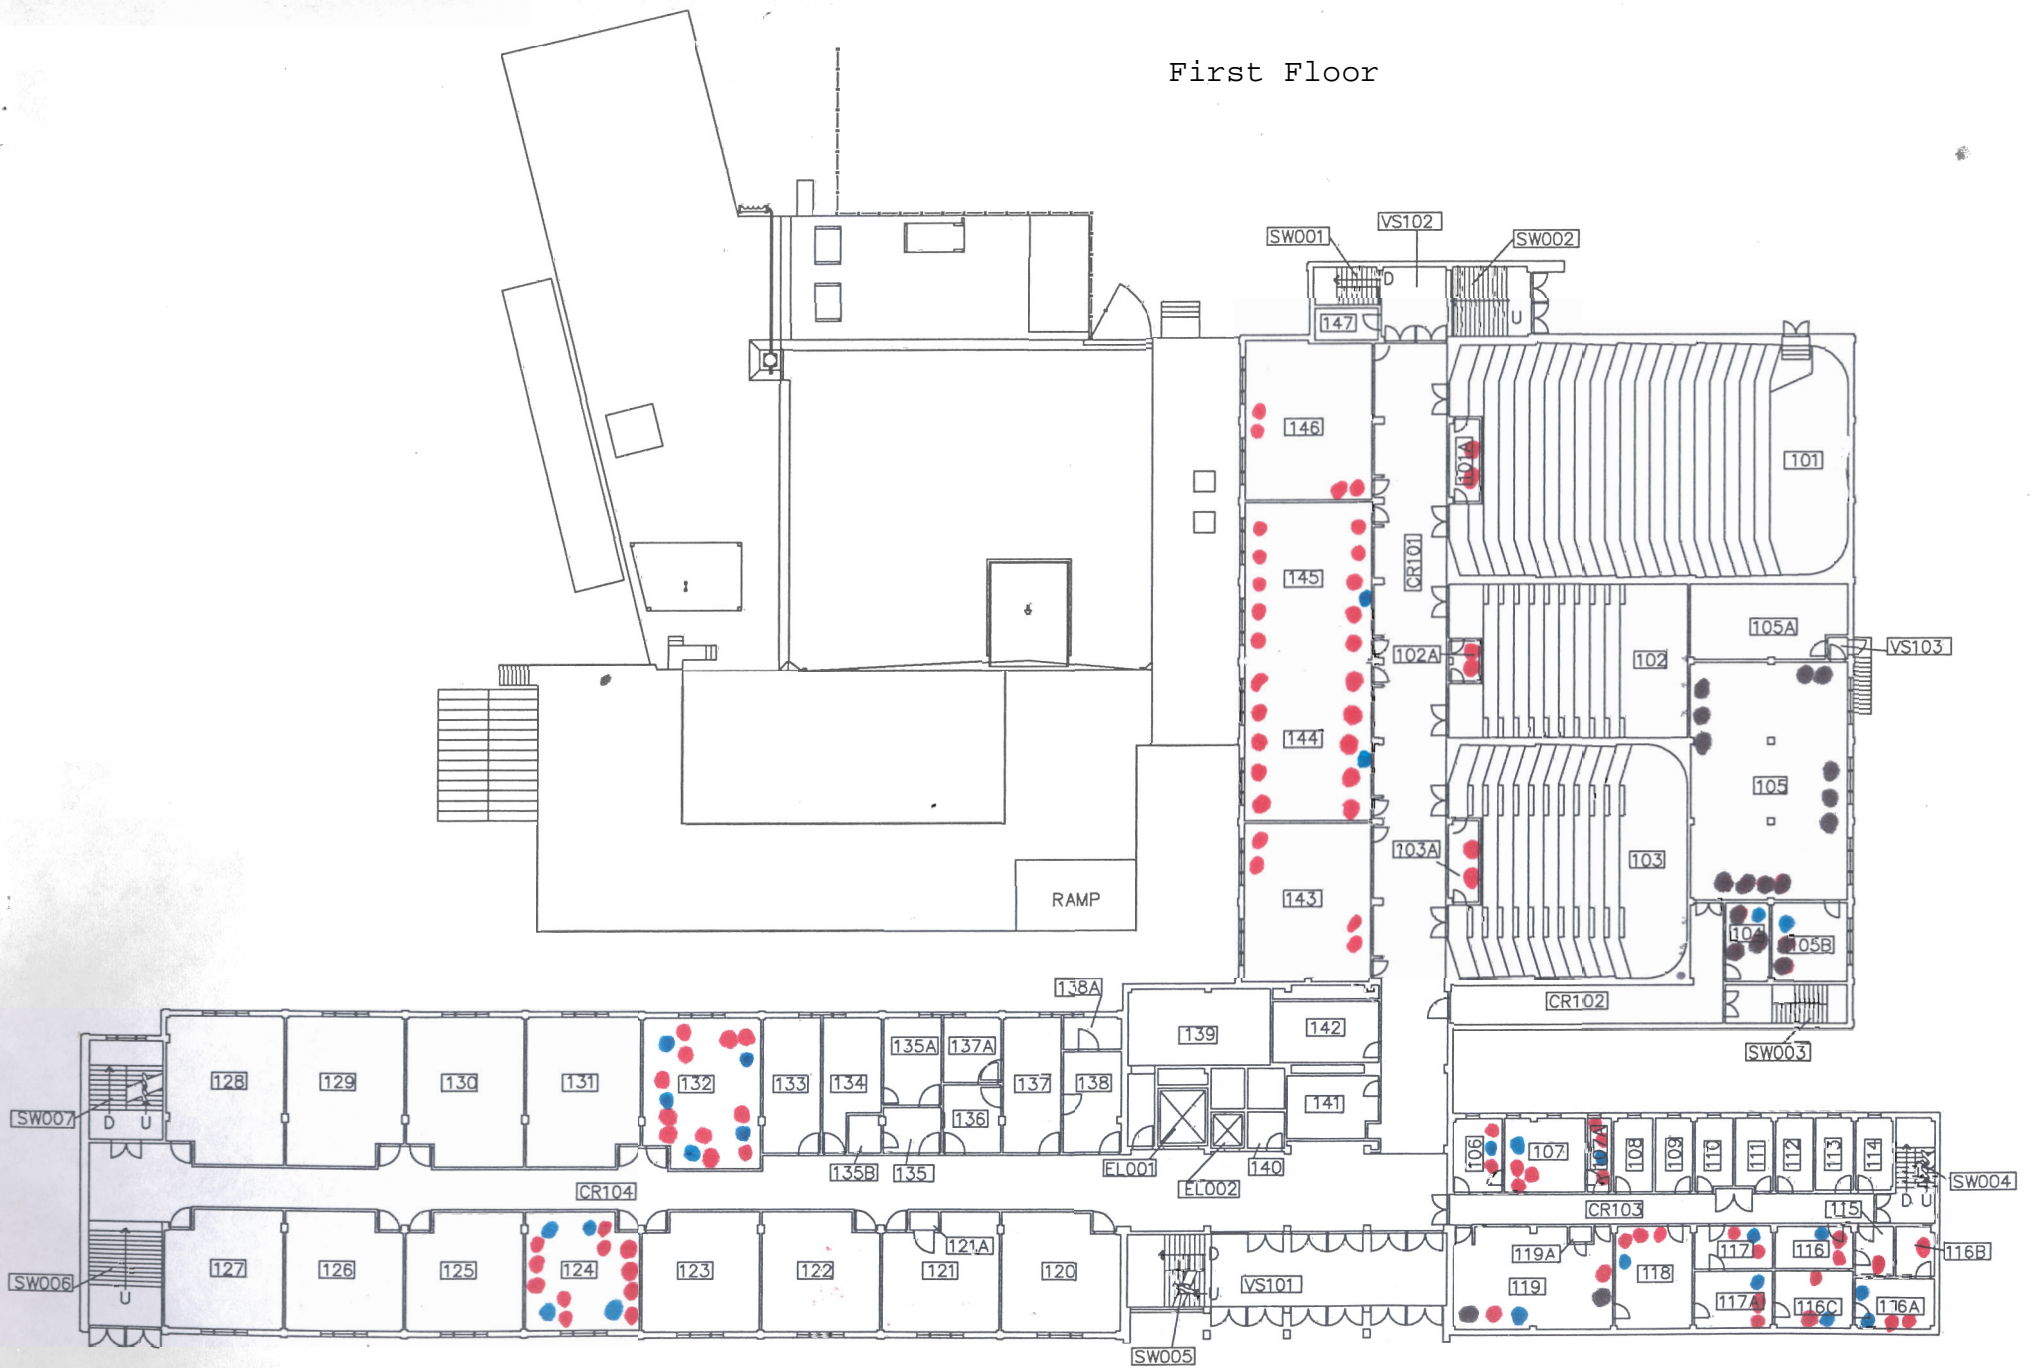 First Floor
VS102
SW001
SW002
D
147
U
146
101A
101
145
CR101
105A
102A
102
VS103
144
105
103A
103
143
RAMP
104
105B
138A
CR102
139
142
SW003
128
129
130
131
132
133
134
135A
137A
137
138
141
136
SW007
D
U
135B
135
EL001
EL002
140
106
107
107A
108
109
110
111
112
113
114
SW004
D
U
CR104
CR103
115
127
126
125
124
123
122
121
121A
120
D
VS101
U
119A
119
118
117
116
116B
117A
116C
116A
SW006
U
SW005